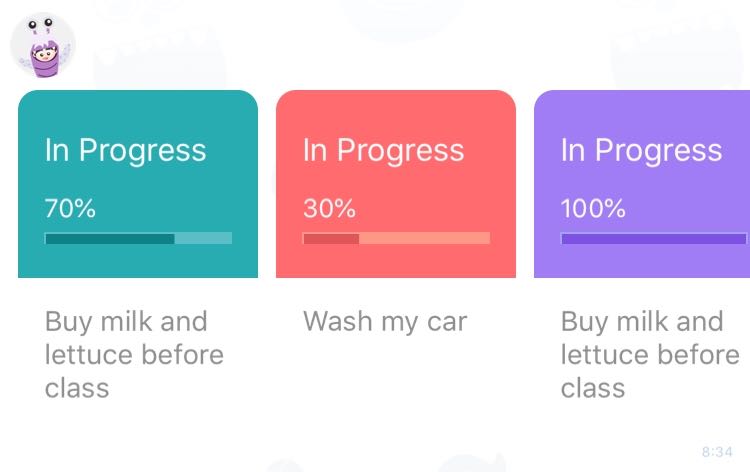 In Progress
70%
Buy milk and
lettuce before
class
In Progress
30%
Wash my car
In Progress
100%
Buy milk and
lettuce before
class
8:34